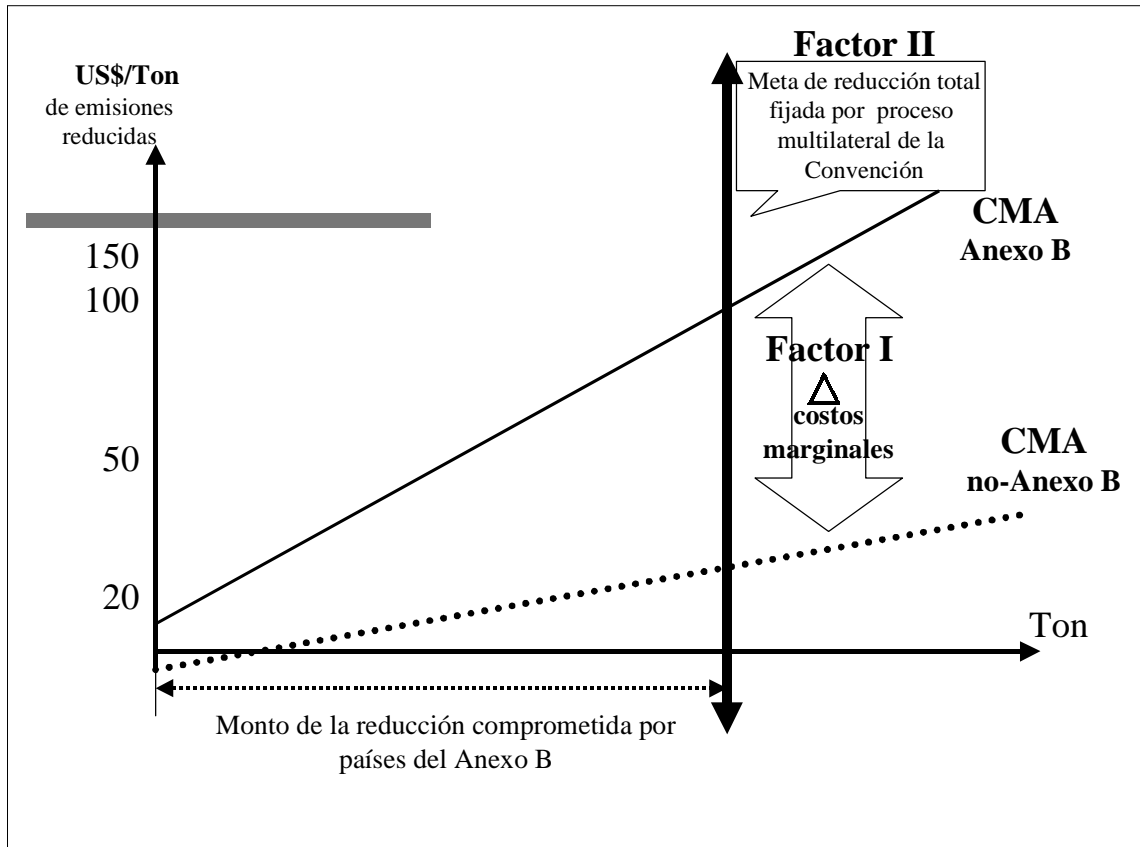 US$/Ton
de emisiones
reducidas
Factor II
Meta de reducción total
fijada por proceso
multilateral de la
Convención
150
100
50
20
CMA
Anexo B
Factor I
Δ
costos
marginales
CMA
no-Anexo B
Ton
Monto de la reducción comprometida por
países del Anexo B